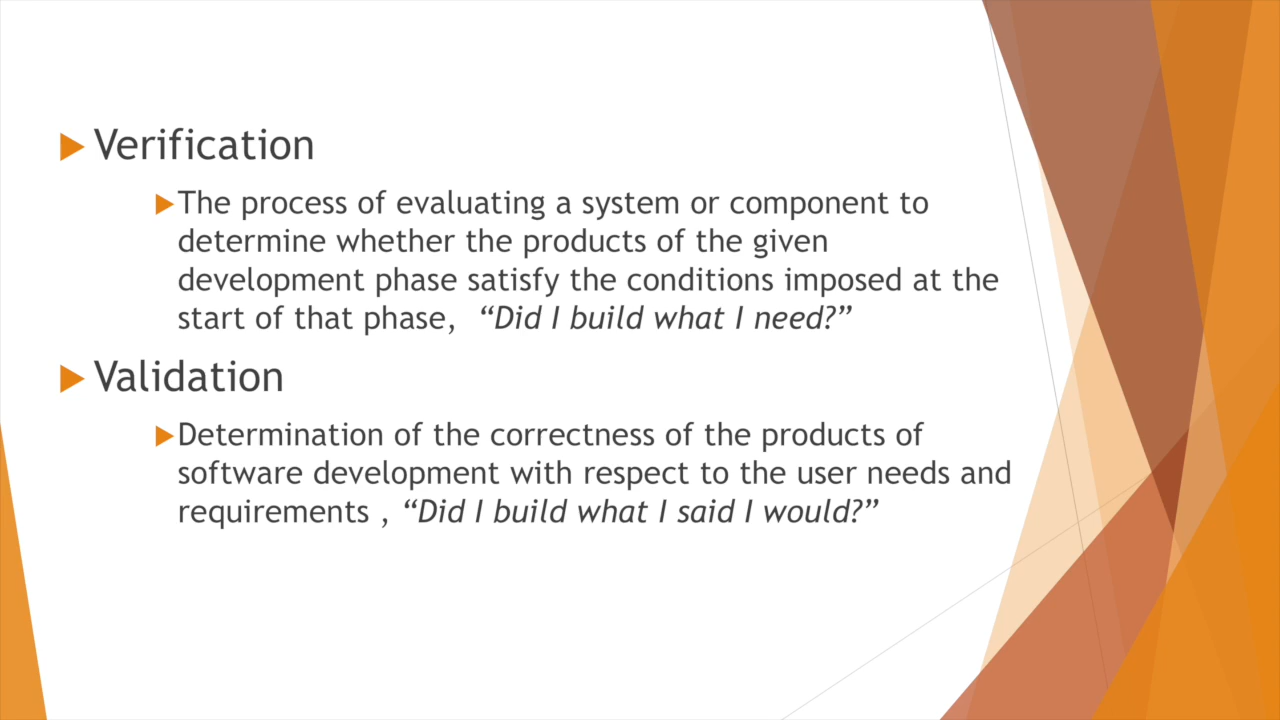 Verification
The process of evaluating a system or component to
determine whether the products of the given
development phase satisfy the conditions imposed at the
start of that phase,  “Did I build what I need?”
Validation
Determination of the correctness of the products of
software development with respect to the user needs and
requirements , “Did I build what I said I would?”